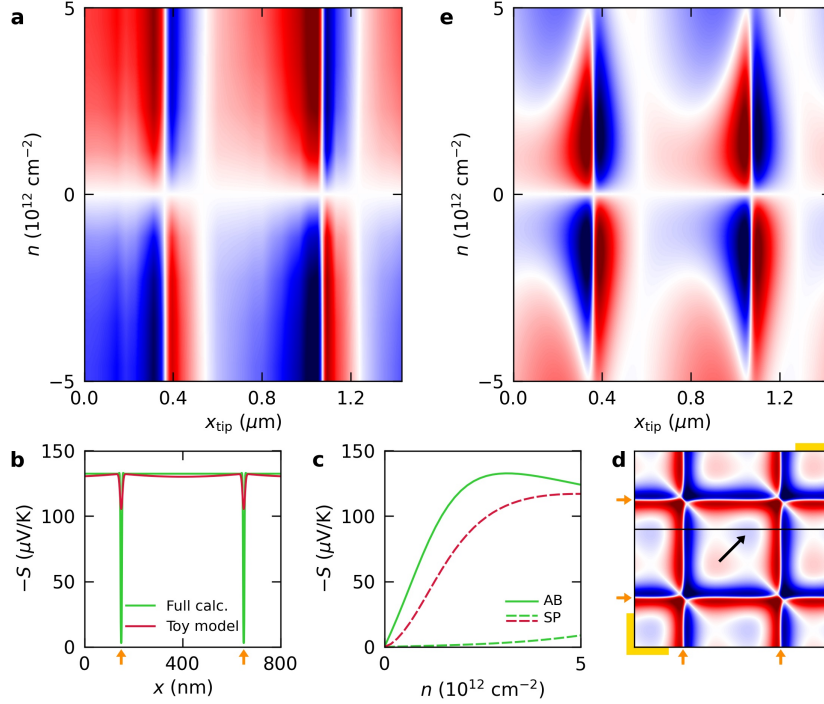 a
5
0
−5
n (10¹² cm⁻²)
0.0 0.4 0.8 1.2
x_tip (μm)
e
5
0
−5
n (10¹² cm⁻²)
0.0 0.4 0.8 1.2
x_tip (μm)
b
150
100
50
0
−S (μV/K)
Full calc.
Toy model
0 400 800
x (nm)
c
150
100
50
0
−S (μV/K)
AB
SP
0 5
n (10¹² cm⁻²)
d